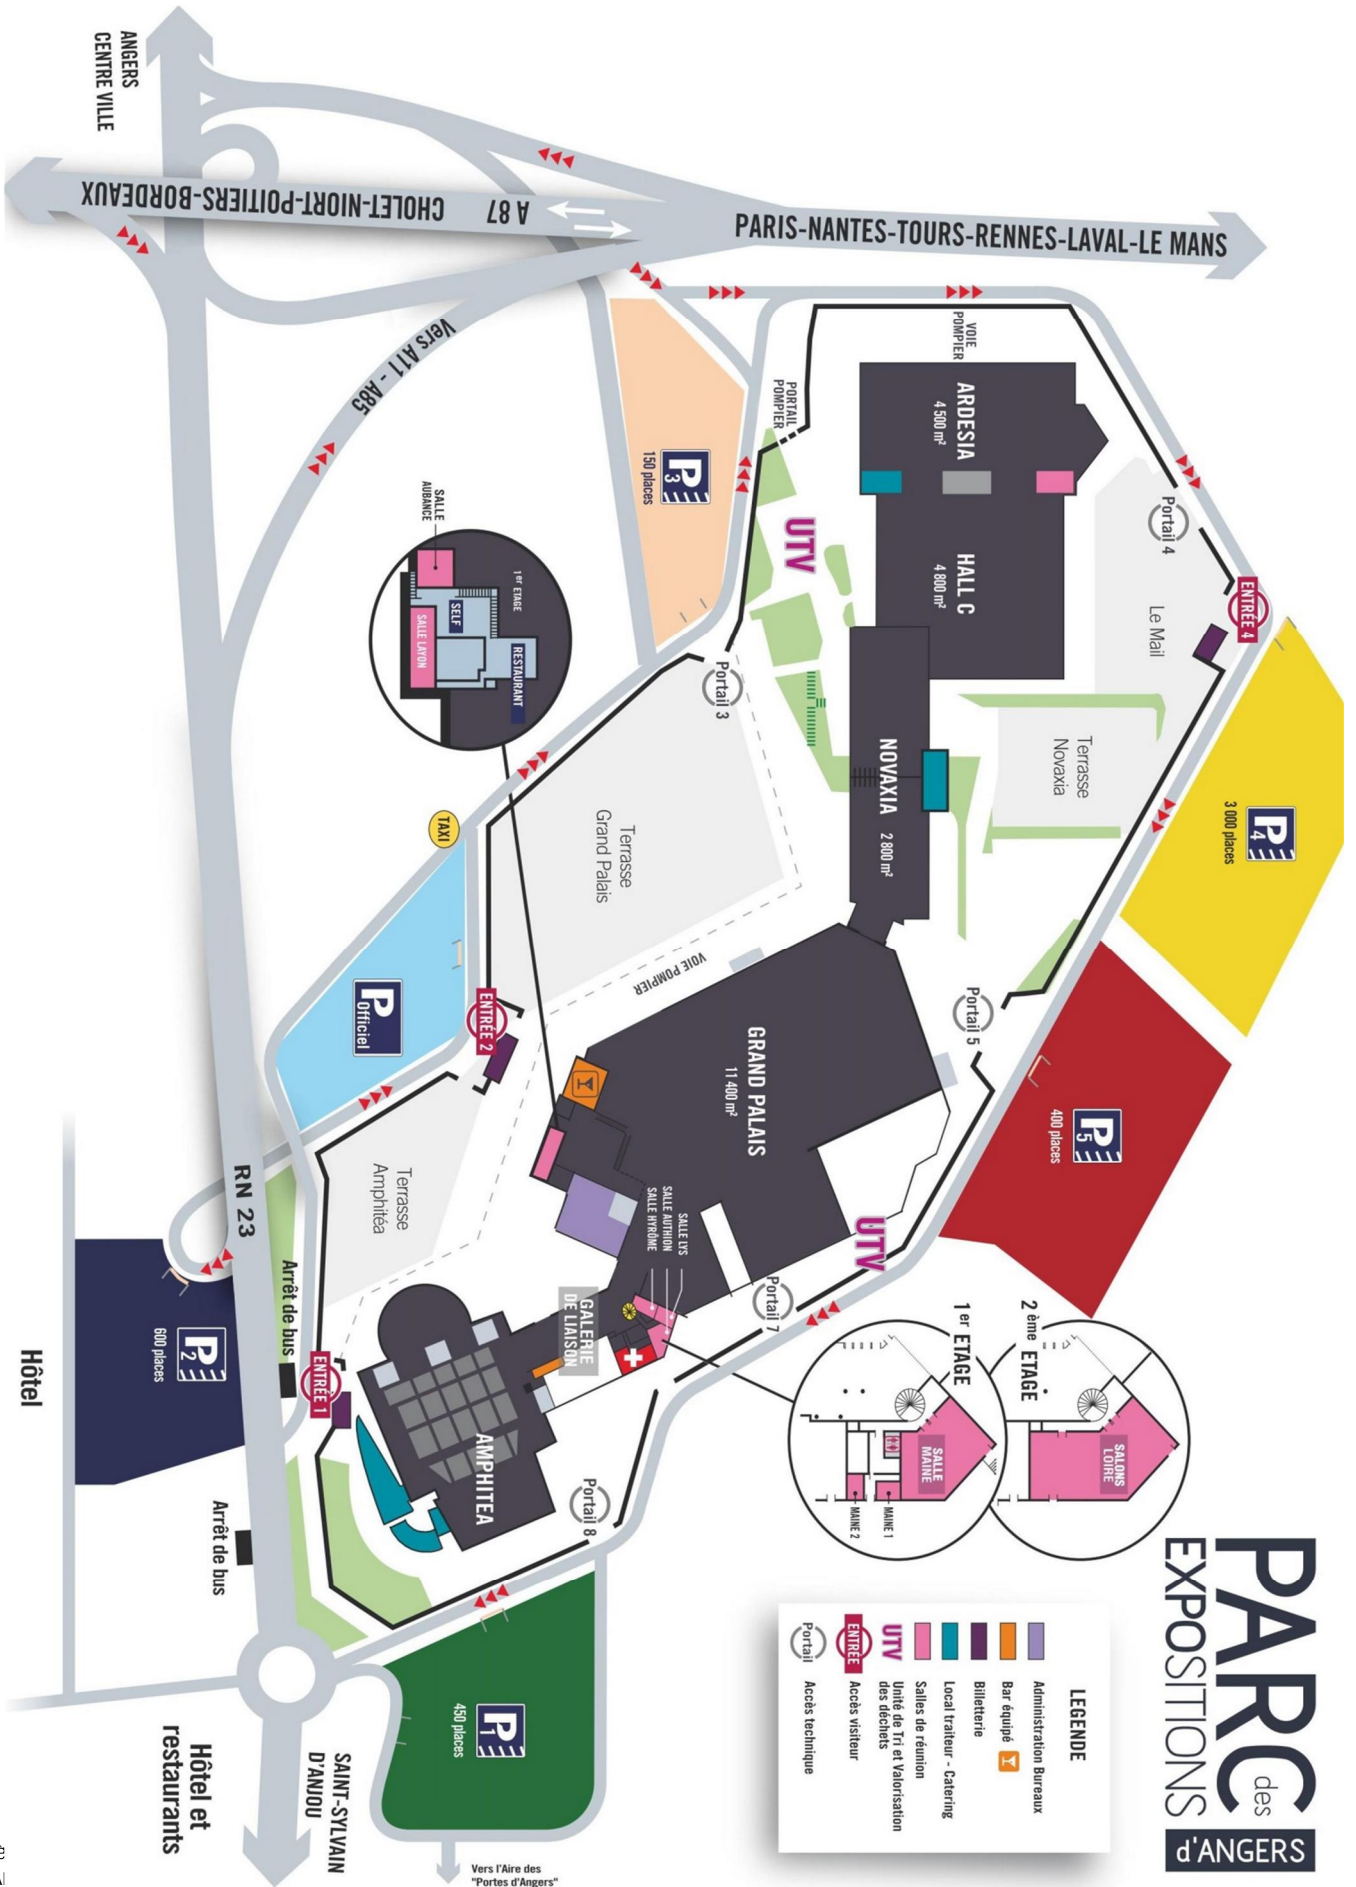 PARC des
EXPOSITIONS
d'ANGERS
ANGERS
CENTRE VILLE
CHOLET-NIORT-POITIERS-BORDEAUX
A 87
PARIS-NANTES-TOURS-RENNES-LAVAL-LE MANS
Vers A11 - A85
VOIE
POMPIER
PORTAIL
POMPIER
ARDESIA
4 500 m²
HALL C
4 800 m²
Portail 4
ENTRÉE 4
Le Mail
P4
3 000 places
P3
150 places
UTV
Portail 3
SALLE
AUBANCE
1er ETAGE
SELF
SALLE LAYON
RESTAURANT
NOVAXIA
2 800 m²
Terrasse
Novaxia
Terrasse
Grand Palais
TAXI
VOIE POMPIER
P
Officiel
ENTRÉE 2
GRAND PALAIS
11 400 m²
Portail 5
P5
400 places
UTV
Terrasse
Amphitéa
RN 23
SALLE LYS
SALLE AUTHION
SALLE HYRÔME
Portail 7
GALERIE
DE LIAISON
Arrêt de bus
ENTRÉE 1
P2
600 places
Hôtel
AMPHITEA
Portail 8
2 ème ETAGE
SALONS
LOIRE
1er ETAGE
SALLE
MAINE
MAINE 1
MAINE 2
Arrêt de bus
P1
450 places
Hôtel et
restaurants
SAINT-SYLVAIN
D'ANJOU
Vers l'Aire des
"Portes d'Angers"
LEGENDE
Administration Bureaux
Bar équipé
Billetterie
Local traiteur - Catering
Salles de réunion
UTV
Unité de Tri et Valorisation
des déchets
ENTRÉE
Accès visiteur
Portail
Accès technique